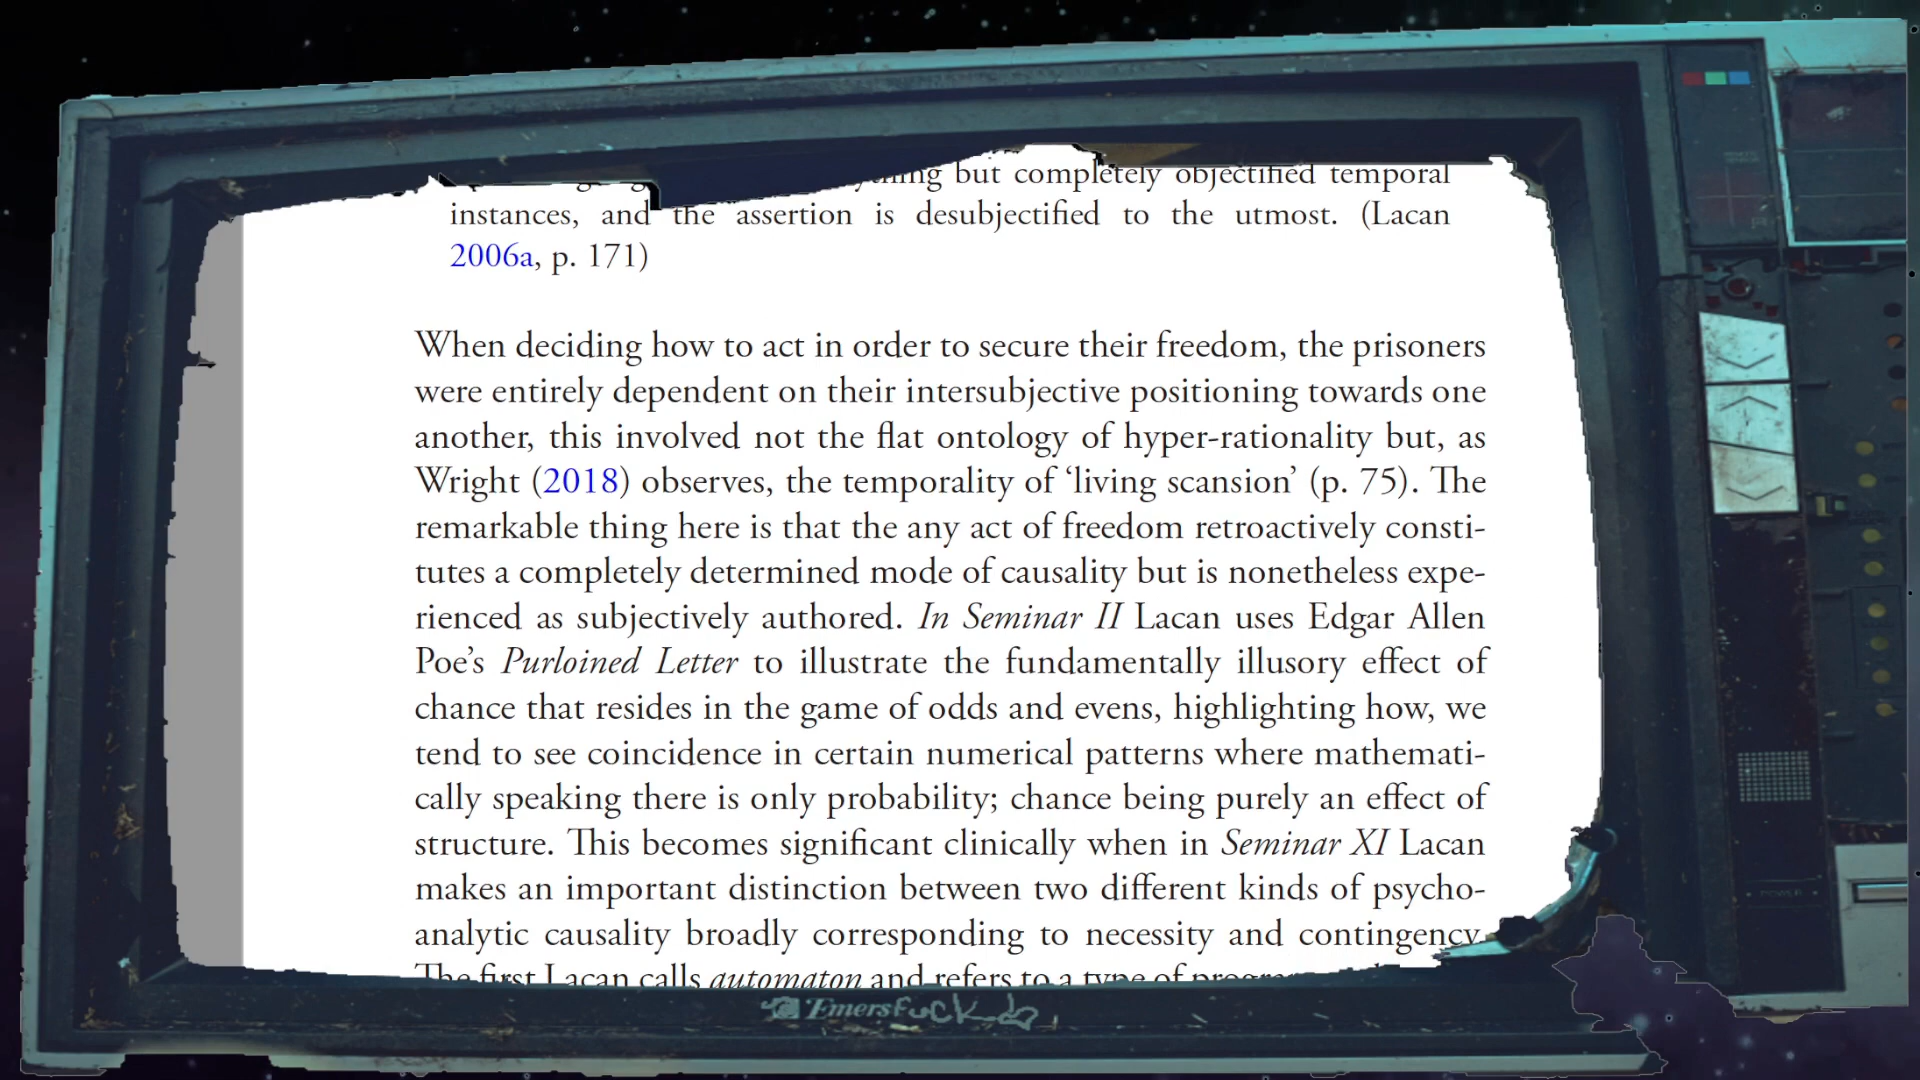 but completely objectified temporal
instances, and the assertion is desubjectified to the utmost. (Lacan
2006a, p. 171)
When deciding how to act in order to secure their freedom, the prisoners
were entirely dependent on their intersubjective positioning towards one
another, this involved not the flat ontology of hyper-rationality but, as
Wright (2018) observes, the temporality of ‘living scansion’ (p. 75). The
remarkable thing here is that the any act of freedom retroactively consti-
tutes a completely determined mode of causality but is nonetheless expe-
rienced as subjectively authored. In Seminar II Lacan uses Edgar Allen
Poe’s Purloined Letter to illustrate the fundamentally illusory effect of
chance that resides in the game of odds and evens, highlighting how, we
tend to see coincidence in certain numerical patterns where mathemati-
cally speaking there is only probability; chance being purely an effect of
structure. This becomes significant clinically when in Seminar XI Lacan
makes an important distinction between two different kinds of psycho-
analytic causality broadly corresponding to necessity and contingency.
The first Lacan calls automaton and refers to a type of
EmersFuCK
POWER